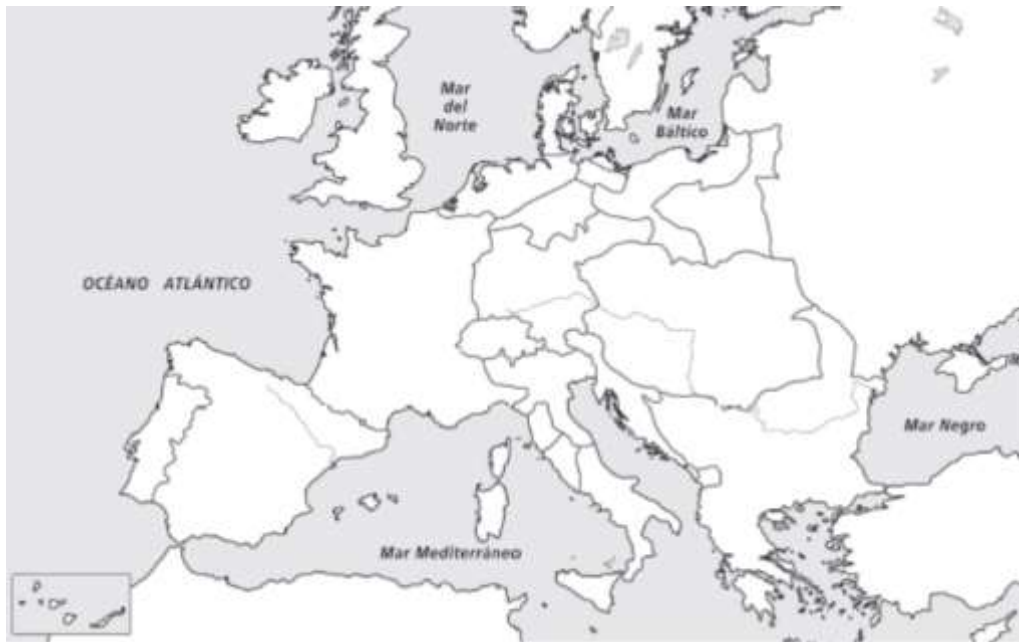 Mar
del
Norte
Mar
Báltico
OCÉANO ATLÁNTICO
Mar Negro
Mar Mediterráneo